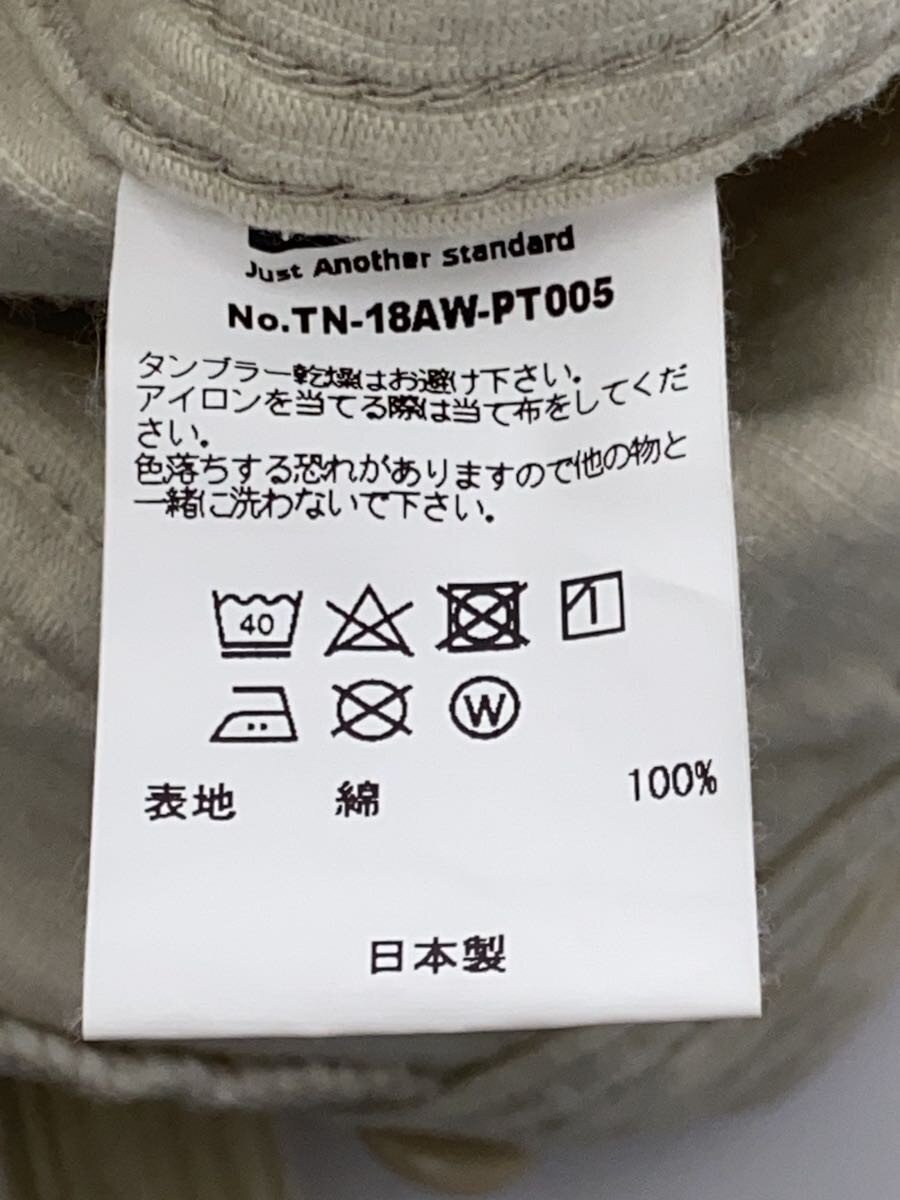 Just Another Standard
No.TN-18AW-PT005
タンブラー乾燥はお避け下さい。
アイロンを当てる際は当て布をしてくだ
さい。
色落ちする恐れがありますので他の物と
一緒に洗わないで下さい。
40
W
表地 綿 100%
日本製